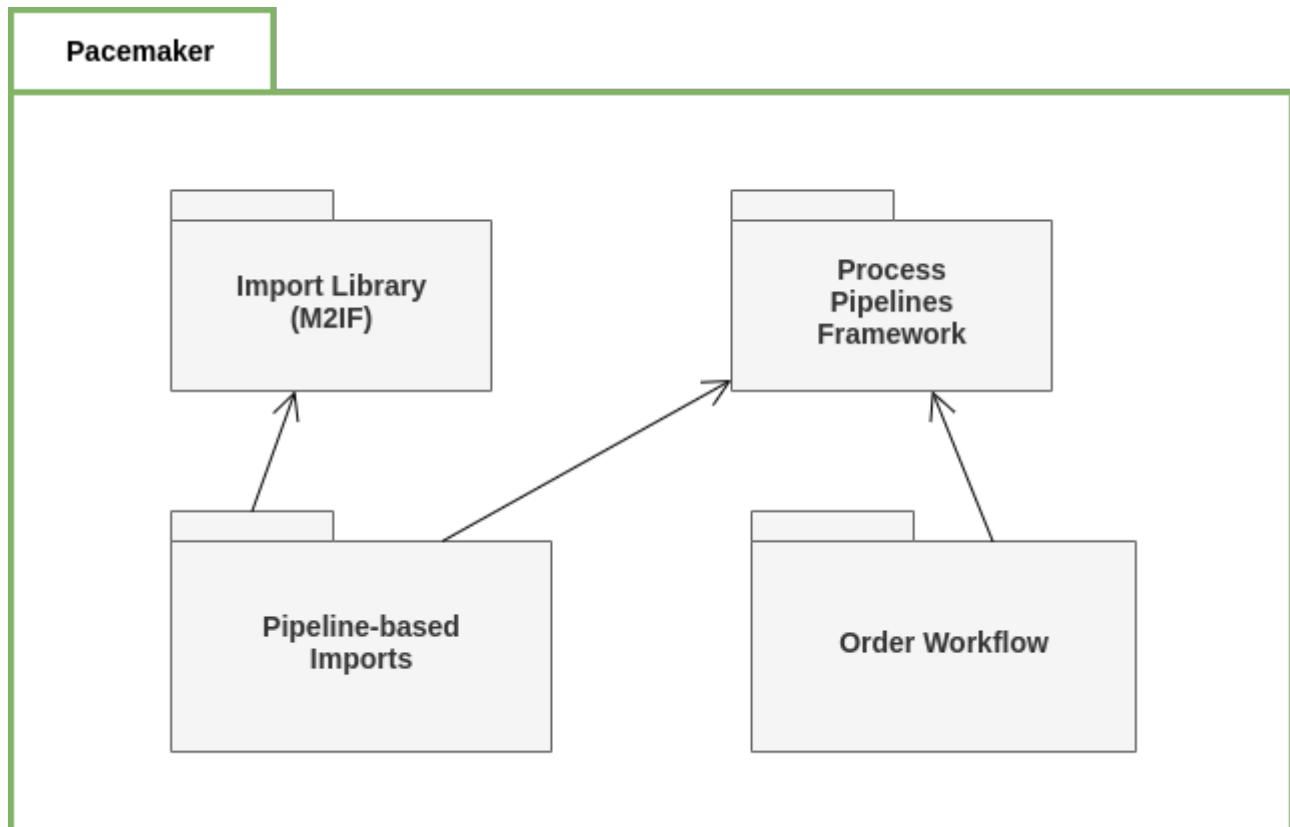 Pacemaker
Import Library
(M2IF)
Process
Pipelines
Framework
Pipeline-based
Imports
Order Workflow